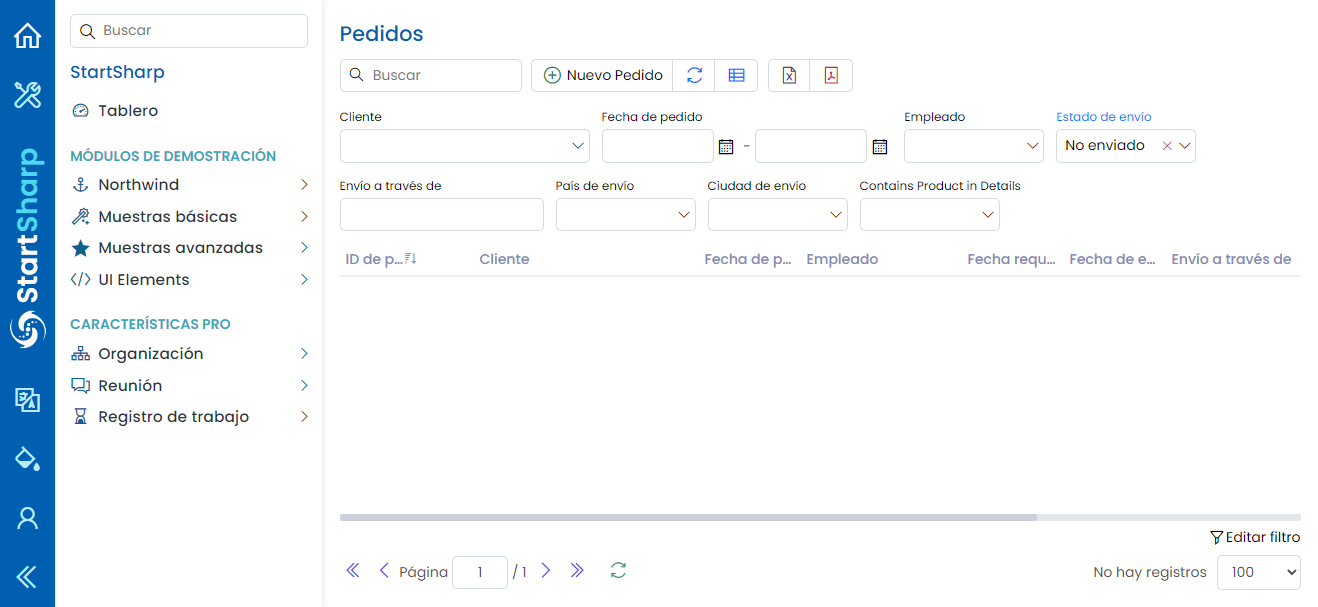 StartSharp
Buscar
StartSharp
Tablero
MÓDULOS DE DEMOSTRACIÓN
Northwind
Muestras básicas
Muestras avanzadas
UI Elements
CARACTERÍSTICAS PRO
Organización
Reunión
Registro de trabajo
Pedidos
Buscar Nuevo Pedido
Cliente Fecha de pedido Empleado Estado de envío
- No enviado
Envío a través de País de envío Ciudad de envío Contains Product in Details
ID de p... Cliente Fecha de p... Empleado Fecha requ... Fecha de e... Envío a través de
Editar filtro
Página 1 / 1 No hay registros 100